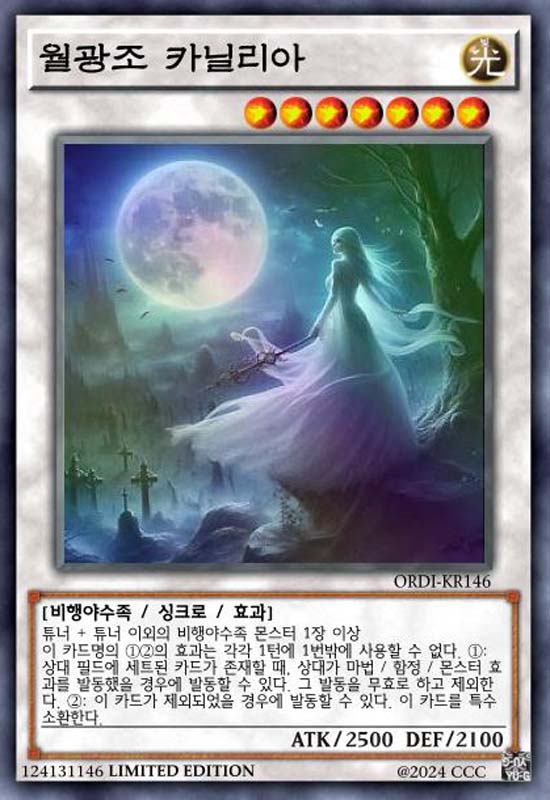 월광조 카닐리아
빛
光
ORDI-KR146
[비행야수족 / 싱크로 / 효과]
튜너 + 튜너 이외의 비행야수족 몬스터 1장 이상
이 카드명의 ①②의 효과는 각각 1턴에 1번밖에 사용할 수 없다. ①:
상대 필드에 세트된 카드가 존재할 때, 상대가 마법 / 함정 / 몬스터 효
과를 발동했을 경우에 발동할 수 있다. 그 발동을 무효로 하고 제외한
다. ②: 이 카드가 제외되었을 경우에 발동할 수 있다. 이 카드를 특수
소환한다.
ATK/2500 DEF/2100
124131146 LIMITED EDITION @2024 CCC